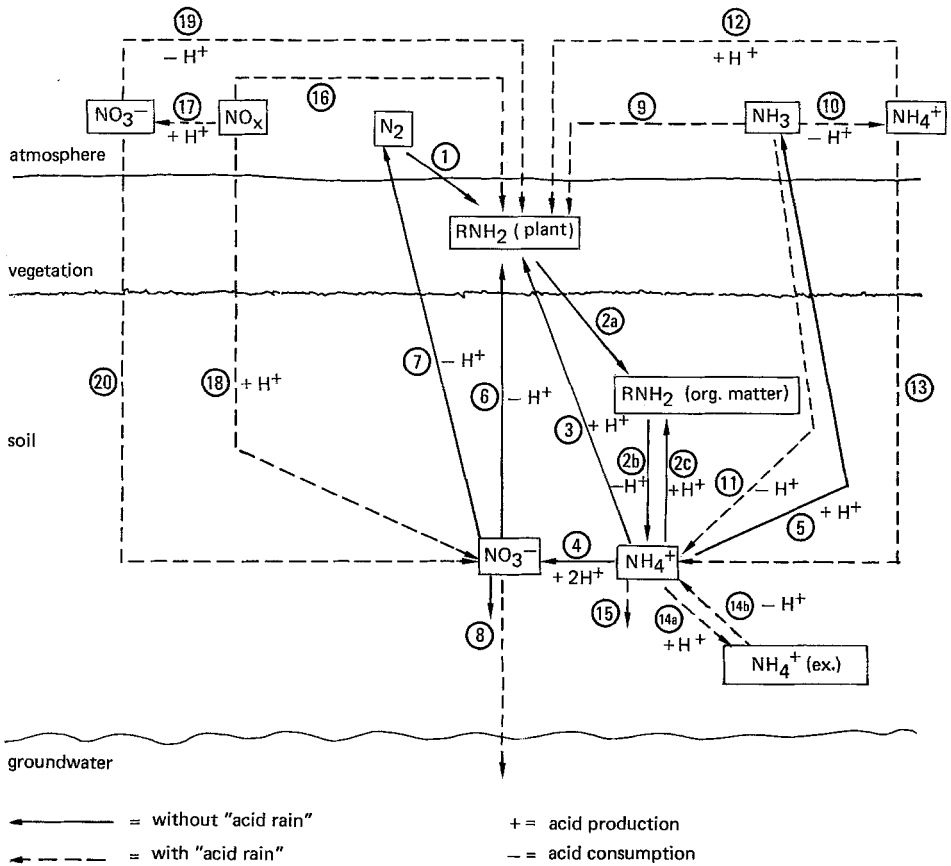 19
− H⁺
12
+ H⁺
NO₃⁻
17
+ H⁺
NOₓ
16
N₂
9
NH₃
10
− H⁺
NH₄⁺
atmosphere
1
RNH₂ (plant)
vegetation
2a
7
− H⁺
20
18
+ H⁺
6
− H⁺
RNH₂ (org. matter)
13
soil
3
+ H⁺
2b
− H⁺
2c
+ H⁺
11
− H⁺
5
+ H⁺
NO₃⁻
4
+ 2H⁺
NH₄⁺
8
15
14a
+ H⁺
14b
− H⁺
NH₄⁺ (ex.)
groundwater
= without "acid rain"
+ = acid production
= with "acid rain"
− = acid consumption